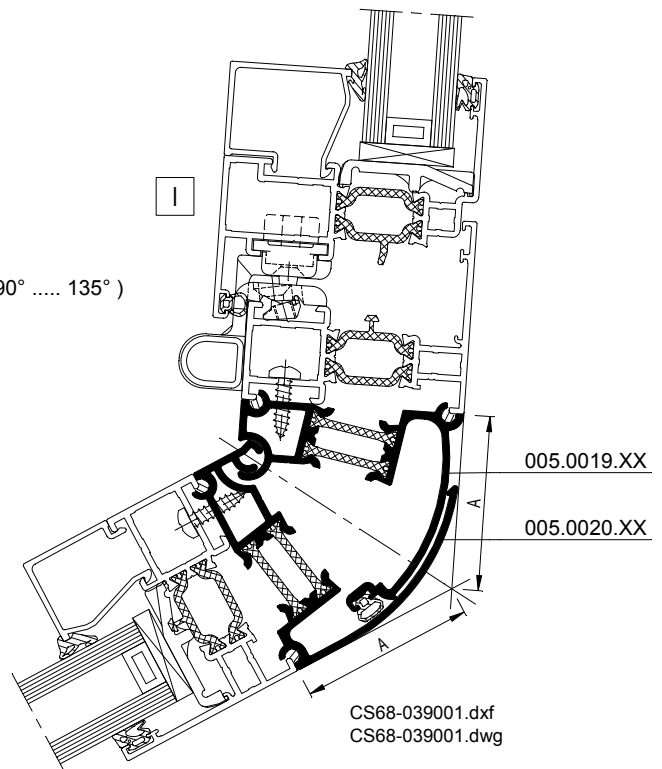 I
90° ..... 135° )
005.0019.XX
A
005.0020.XX
A
CS68-039001.dxf
CS68-039001.dwg